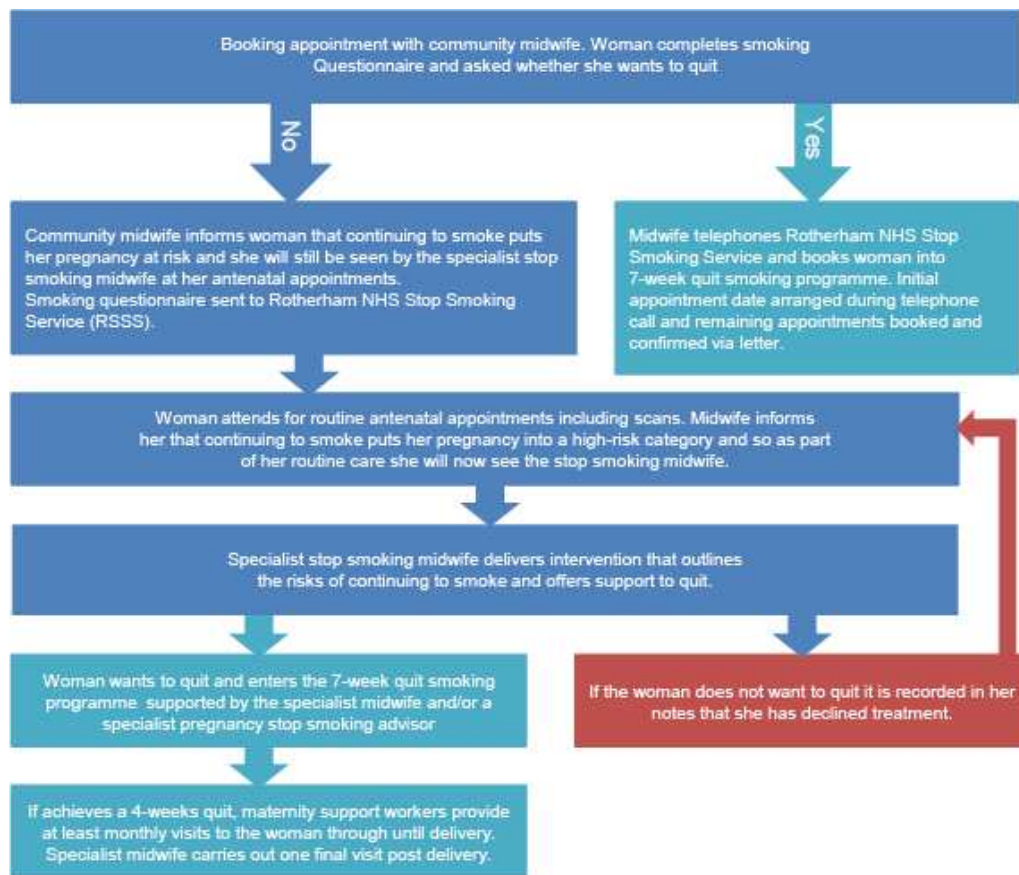 Booking appointment with community midwife. Woman completes smoking
Questionnaire and asked whether she wants to quit
No
Yes
Community midwife informs woman that continuing to smoke puts
her pregnancy at risk and she will still be seen by the specialist stop
smoking midwife at her antenatal appointments.
Smoking questionnaire sent to Rotherham NHS Stop Smoking
Service (RSSS).
Midwife telephones Rotherham NHS Stop
Smoking Service and books woman into
7-week quit smoking programme. Initial
appointment date arranged during telephone
call and remaining appointments booked and
confirmed via letter.
Woman attends for routine antenatal appointments including scans. Midwife informs
her that continuing to smoke puts her pregnancy into a high-risk category and so as part
of her routine care she will now see the stop smoking midwife.
Specialist stop smoking midwife delivers intervention that outlines
the risks of continuing to smoke and offers support to quit.
Woman wants to quit and enters the 7-week quit smoking
programme supported by the specialist midwife and/or a
specialist pregnancy stop smoking advisor
If the woman does not want to quit it is recorded in her
notes that she has declined treatment.
If achieves a 4-weeks quit, maternity support workers provide
at least monthly visits to the woman through until delivery.
Specialist midwife carries out one final visit post delivery.